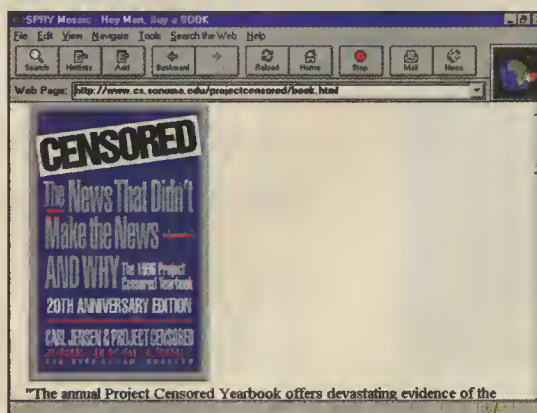 SPRY Mosaic - Hey Man, Buy a BOOK
File Edit View Navigate Tools Search the Web Help
Search Hotlists Add Backward Reload Home Stop Mail News
Web Page: http://www.cs.sonoma.edu/projectcensored/book.html
CENSORED
The News That Didn't
Make the News —
AND WHY The 1996 Project
Censored Yearbook
20TH ANNIVERSARY EDITION
CARL JENSEN & PROJECT CENSORED
"The annual Project Censored Yearbook offers devastating evidence of the